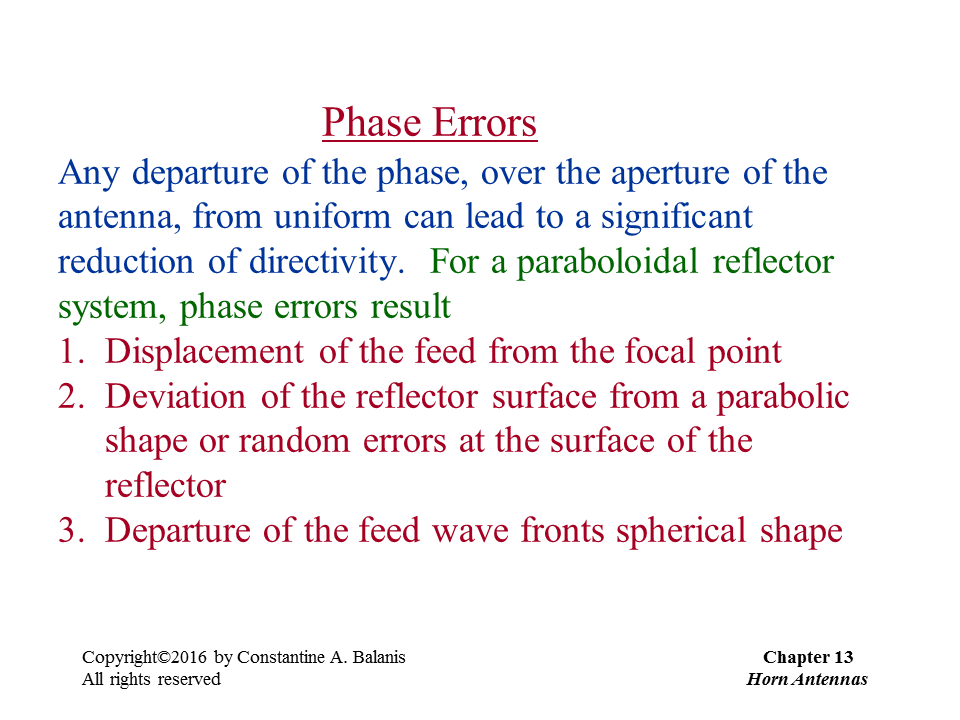 Phase Errors
Any departure of the phase, over the aperture of the
antenna, from uniform can lead to a significant
reduction of directivity. For a paraboloidal reflector
system, phase errors result
1. Displacement of the feed from the focal point
2. Deviation of the reflector surface from a parabolic
shape or random errors at the surface of the
reflector
3. Departure of the feed wave fronts spherical shape
Copyright©2016 by Constantine A. Balanis
All rights reserved
Chapter 13
Horn Antennas